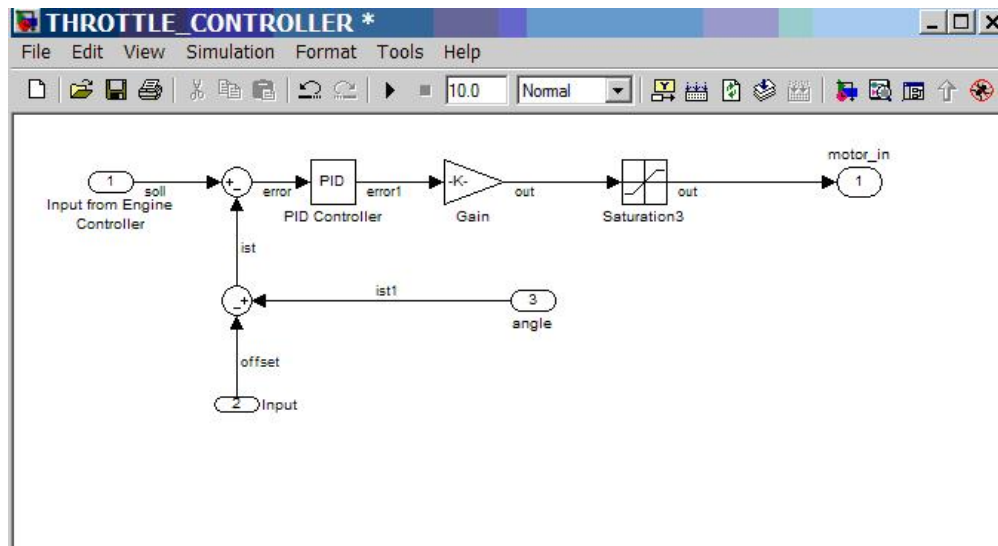 THROTTLE_CONTROLLER *
File Edit View Simulation Format Tools Help
10.0 Normal
motor_in
1 soll + - error PID error1 -K- out out 1
Input from Engine
Controller
PID Controller Gain Saturation3
ist
- + ist1 3
angle
offset
2 Input